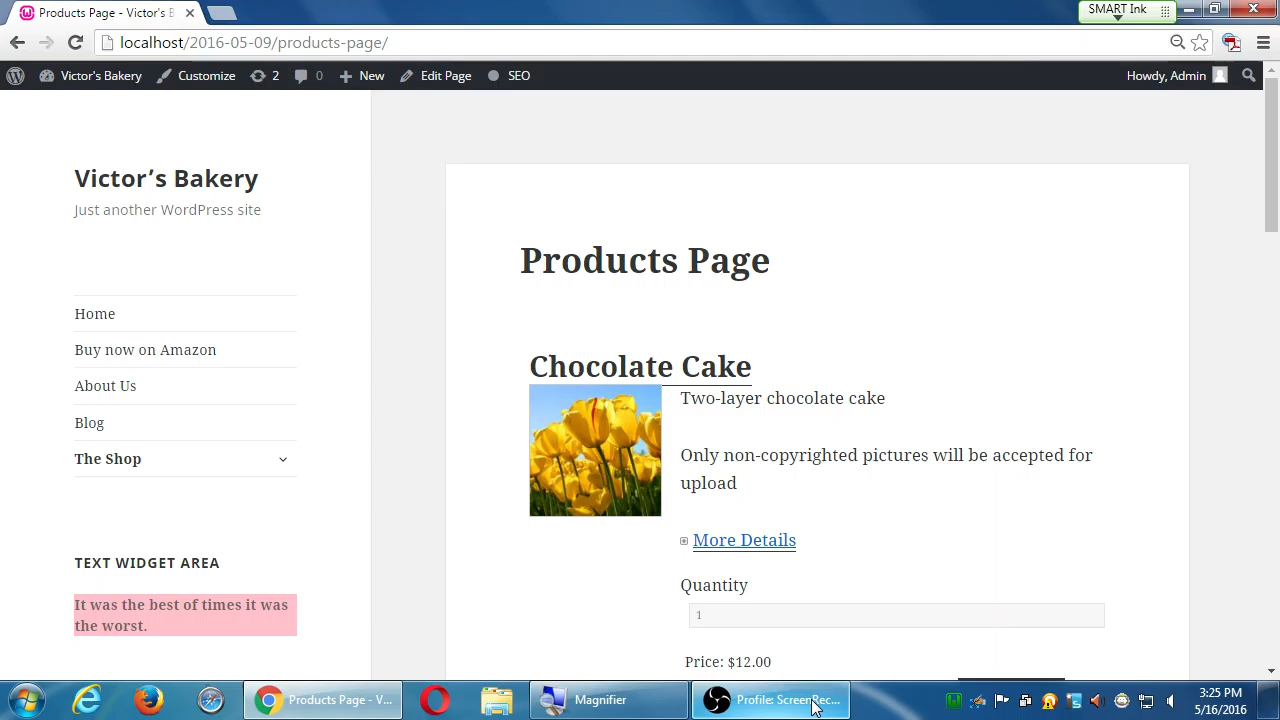 Products Page - Victor's B
SMART Ink
localhost/2016-05-09/products-page/
Victor's Bakery
Customize
2
0
New
Edit Page
SEO
Howdy, Admin
Victor's Bakery
Just another WordPress site
Home
Buy now on Amazon
About Us
Blog
The Shop
TEXT WIDGET AREA
It was the best of times it was
the worst.
Products Page
Chocolate Cake
Two-layer chocolate cake
Only non-copyrighted pictures will be accepted for
upload
More Details
Quantity
1
Price: $12.00
Products Page - V...
Magnifier
Profile: ScreenRec...
3:25 PM
5/16/2016